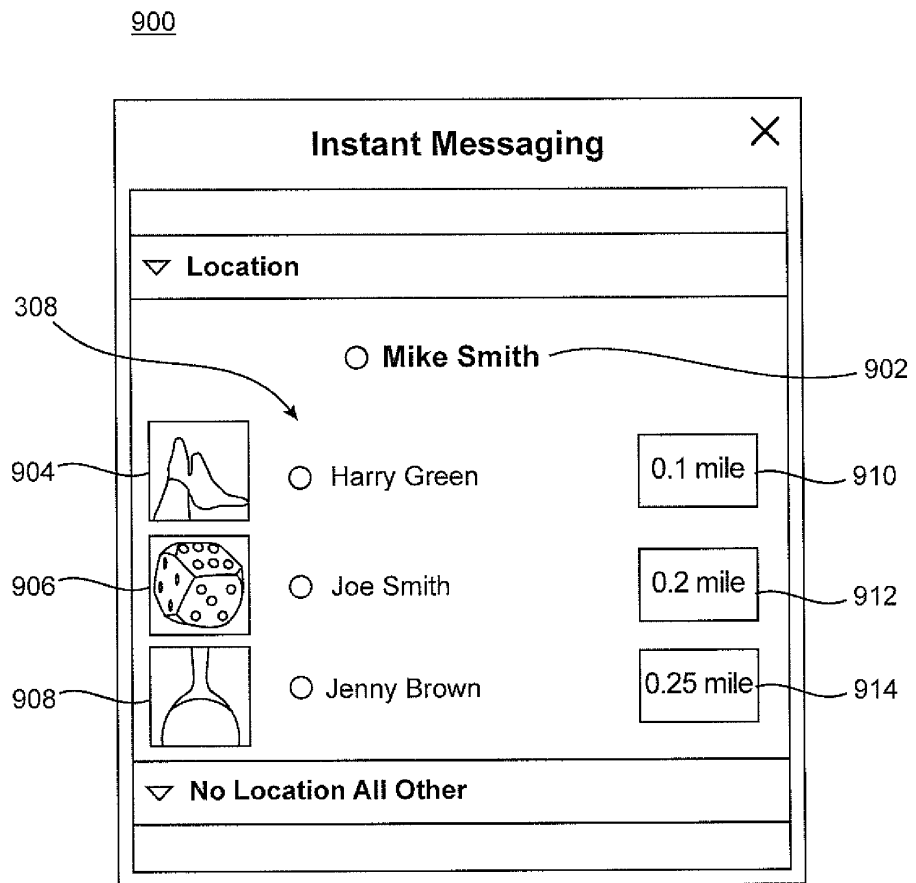 900
Instant Messaging
Location
308
Mike Smith
902
904
Harry Green
0.1 mile
910
906
Joe Smith
0.2 mile
912
908
Jenny Brown
0.25 mile
914
No Location All Other